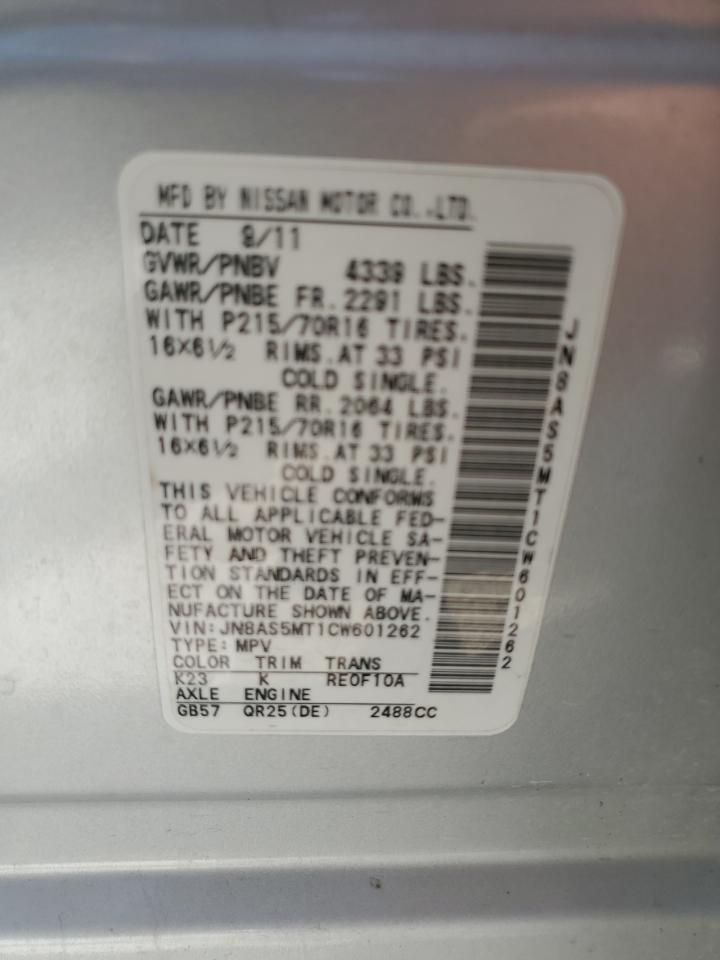 MFD BY NISSAN MOTOR CO.,LTD.
DATE 9/11
GVWR/PNBV 4339 LBS.
GAWR/PNBE FR. 2291 LBS.
WITH P215/70R16 TIRES.
16X6½ RIMS.AT 33 PSI
COLD SINGLE.
GAWR/PNBE RR. 2064 LBS.
WITH P215/70R16 TIRES.
16X6½ RIMS.AT 33 PSI
COLD SINGLE.
THIS VEHICLE CONFORMS
TO ALL APPLICABLE FED-
ERAL MOTOR VEHICLE SA-
FETY AND THEFT PREVEN-
TION STANDARDS IN EFF-
ECT ON THE DATE OF MA-
NUFACTURE SHOWN ABOVE.
VIN:JN8AS5MT1CW601262
TYPE: MPV
COLOR TRIM TRANS
K23 K RE0F10A
AXLE ENGINE
GB57 QR25(DE) 2488CC
JN8AS5MT1CW601262